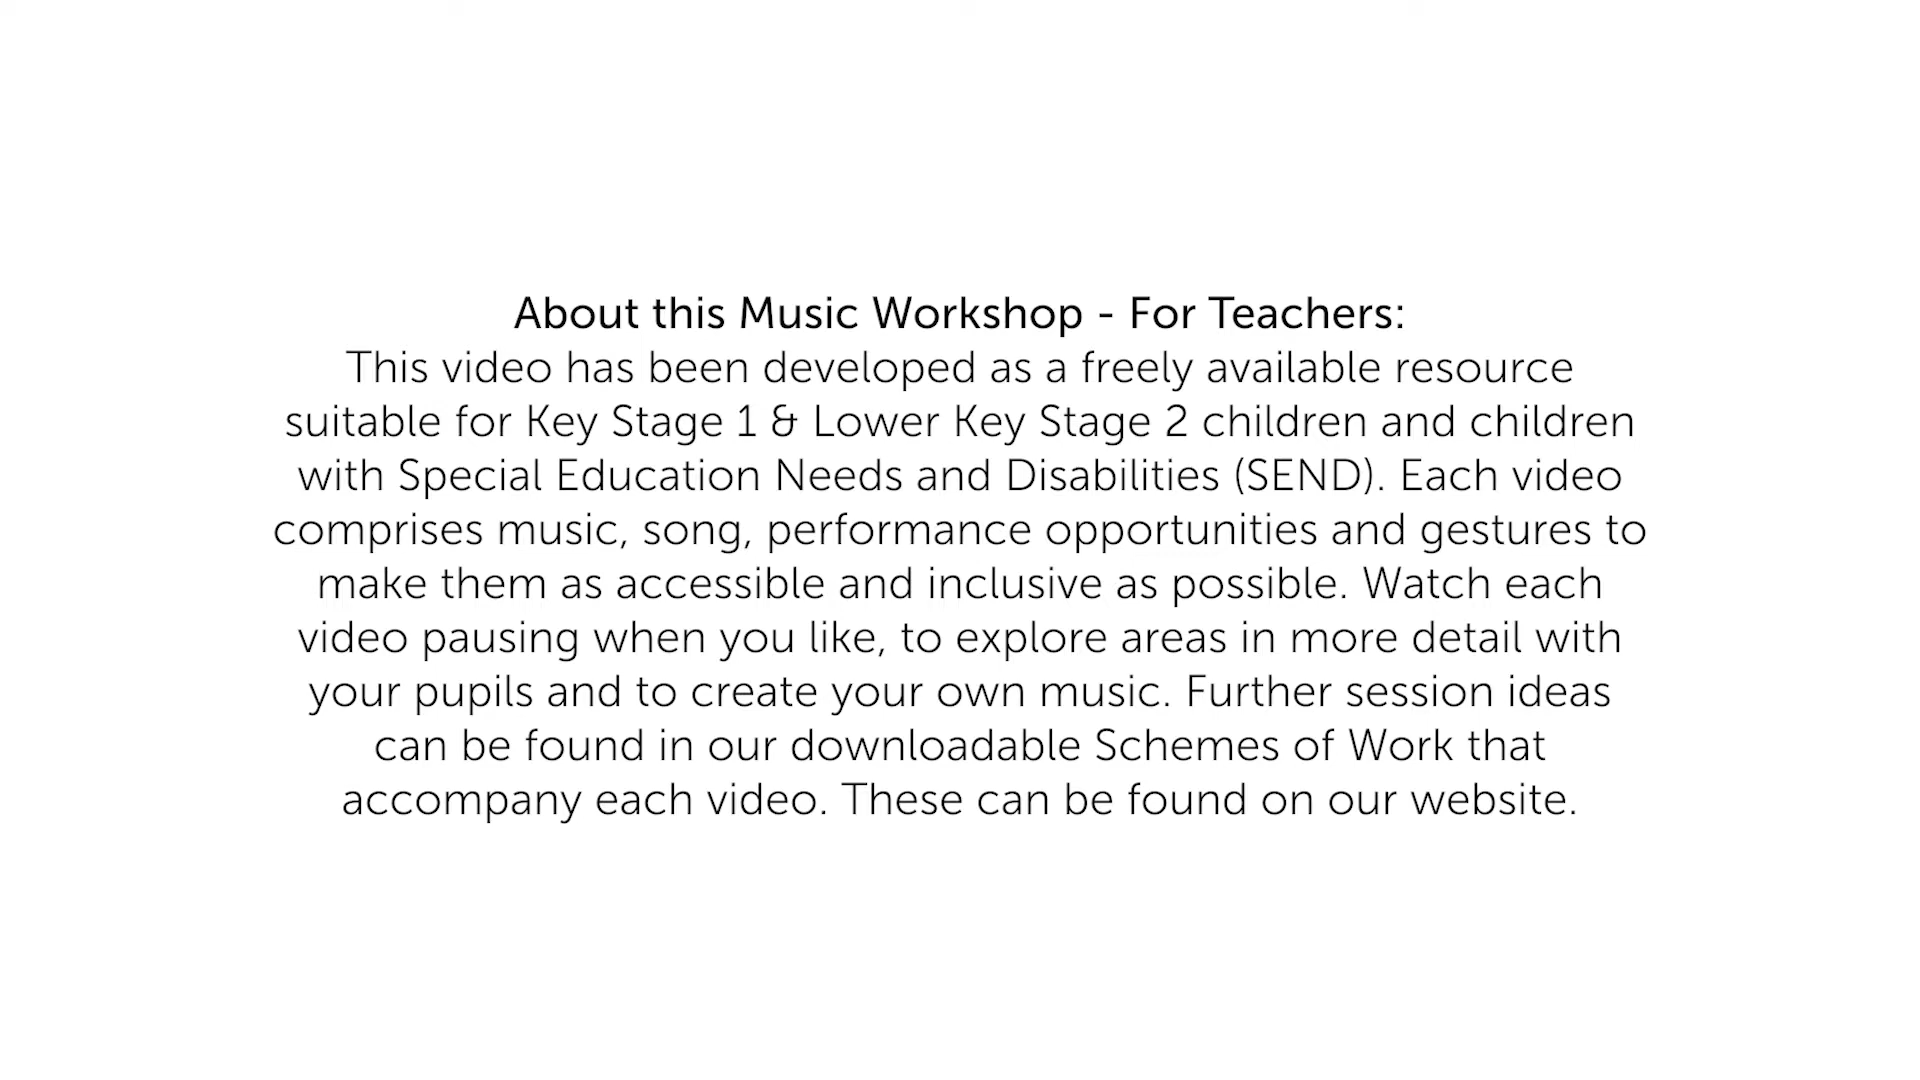 About this Music Workshop - For Teachers:
This video has been developed as a freely available resource
suitable for Key Stage 1 & Lower Key Stage 2 children and children
with Special Education Needs and Disabilities (SEND). Each video
comprises music, song, performance opportunities and gestures to
make them as accessible and inclusive as possible. Watch each
video pausing when you like, to explore areas in more detail with
your pupils and to create your own music. Further session ideas
can be found in our downloadable Schemes of Work that
accompany each video. These can be found on our website.